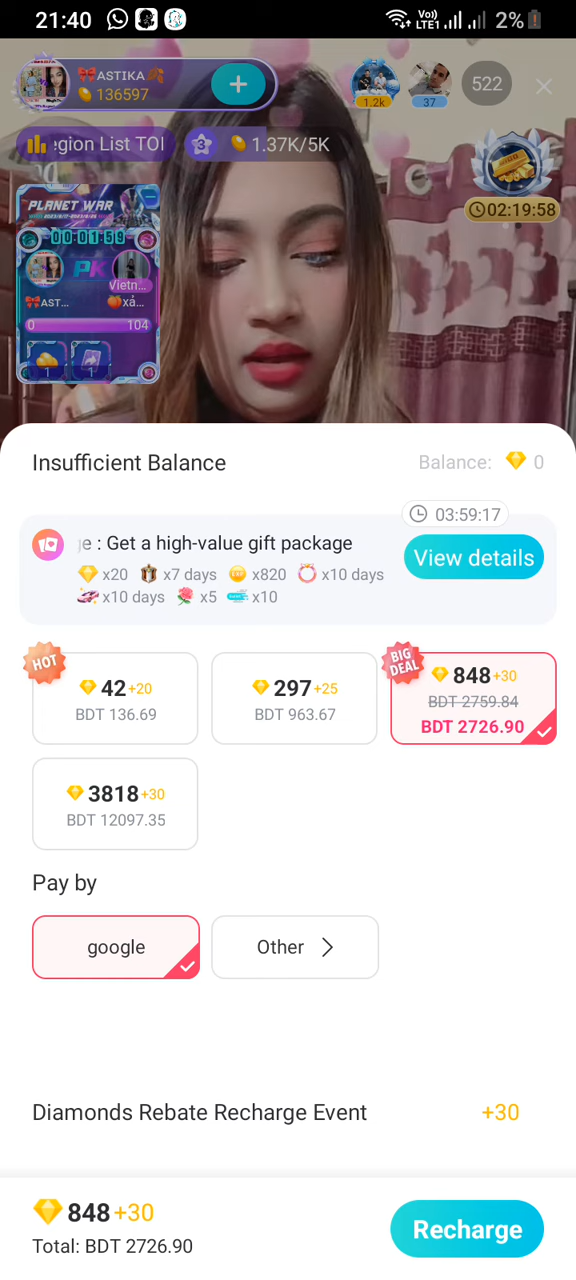 21:40
Vo)) LTE1 2%
🎀ASTIKA🍂
136597
1.2k 37 522
gion List TOP
3 1.37K/5K
PLANET WAR
00:01:59
PK
Vietn...
🎀AST... 🍑xả...
0 104
1 1
02:19:58
Insufficient Balance Balance: 0
03:59:17
e : Get a high-value gift package
View details
x20 x7 days x820 x10 days
x10 days x5 x10
HOT
42+20
BDT 136.69
297+25
BDT 963.67
BIG DEAL
848+30
BDT 2759.84
BDT 2726.90
3818+30
BDT 12097.35
Pay by
google Other
Diamonds Rebate Recharge Event +30
848+30
Total: BDT 2726.90
Recharge